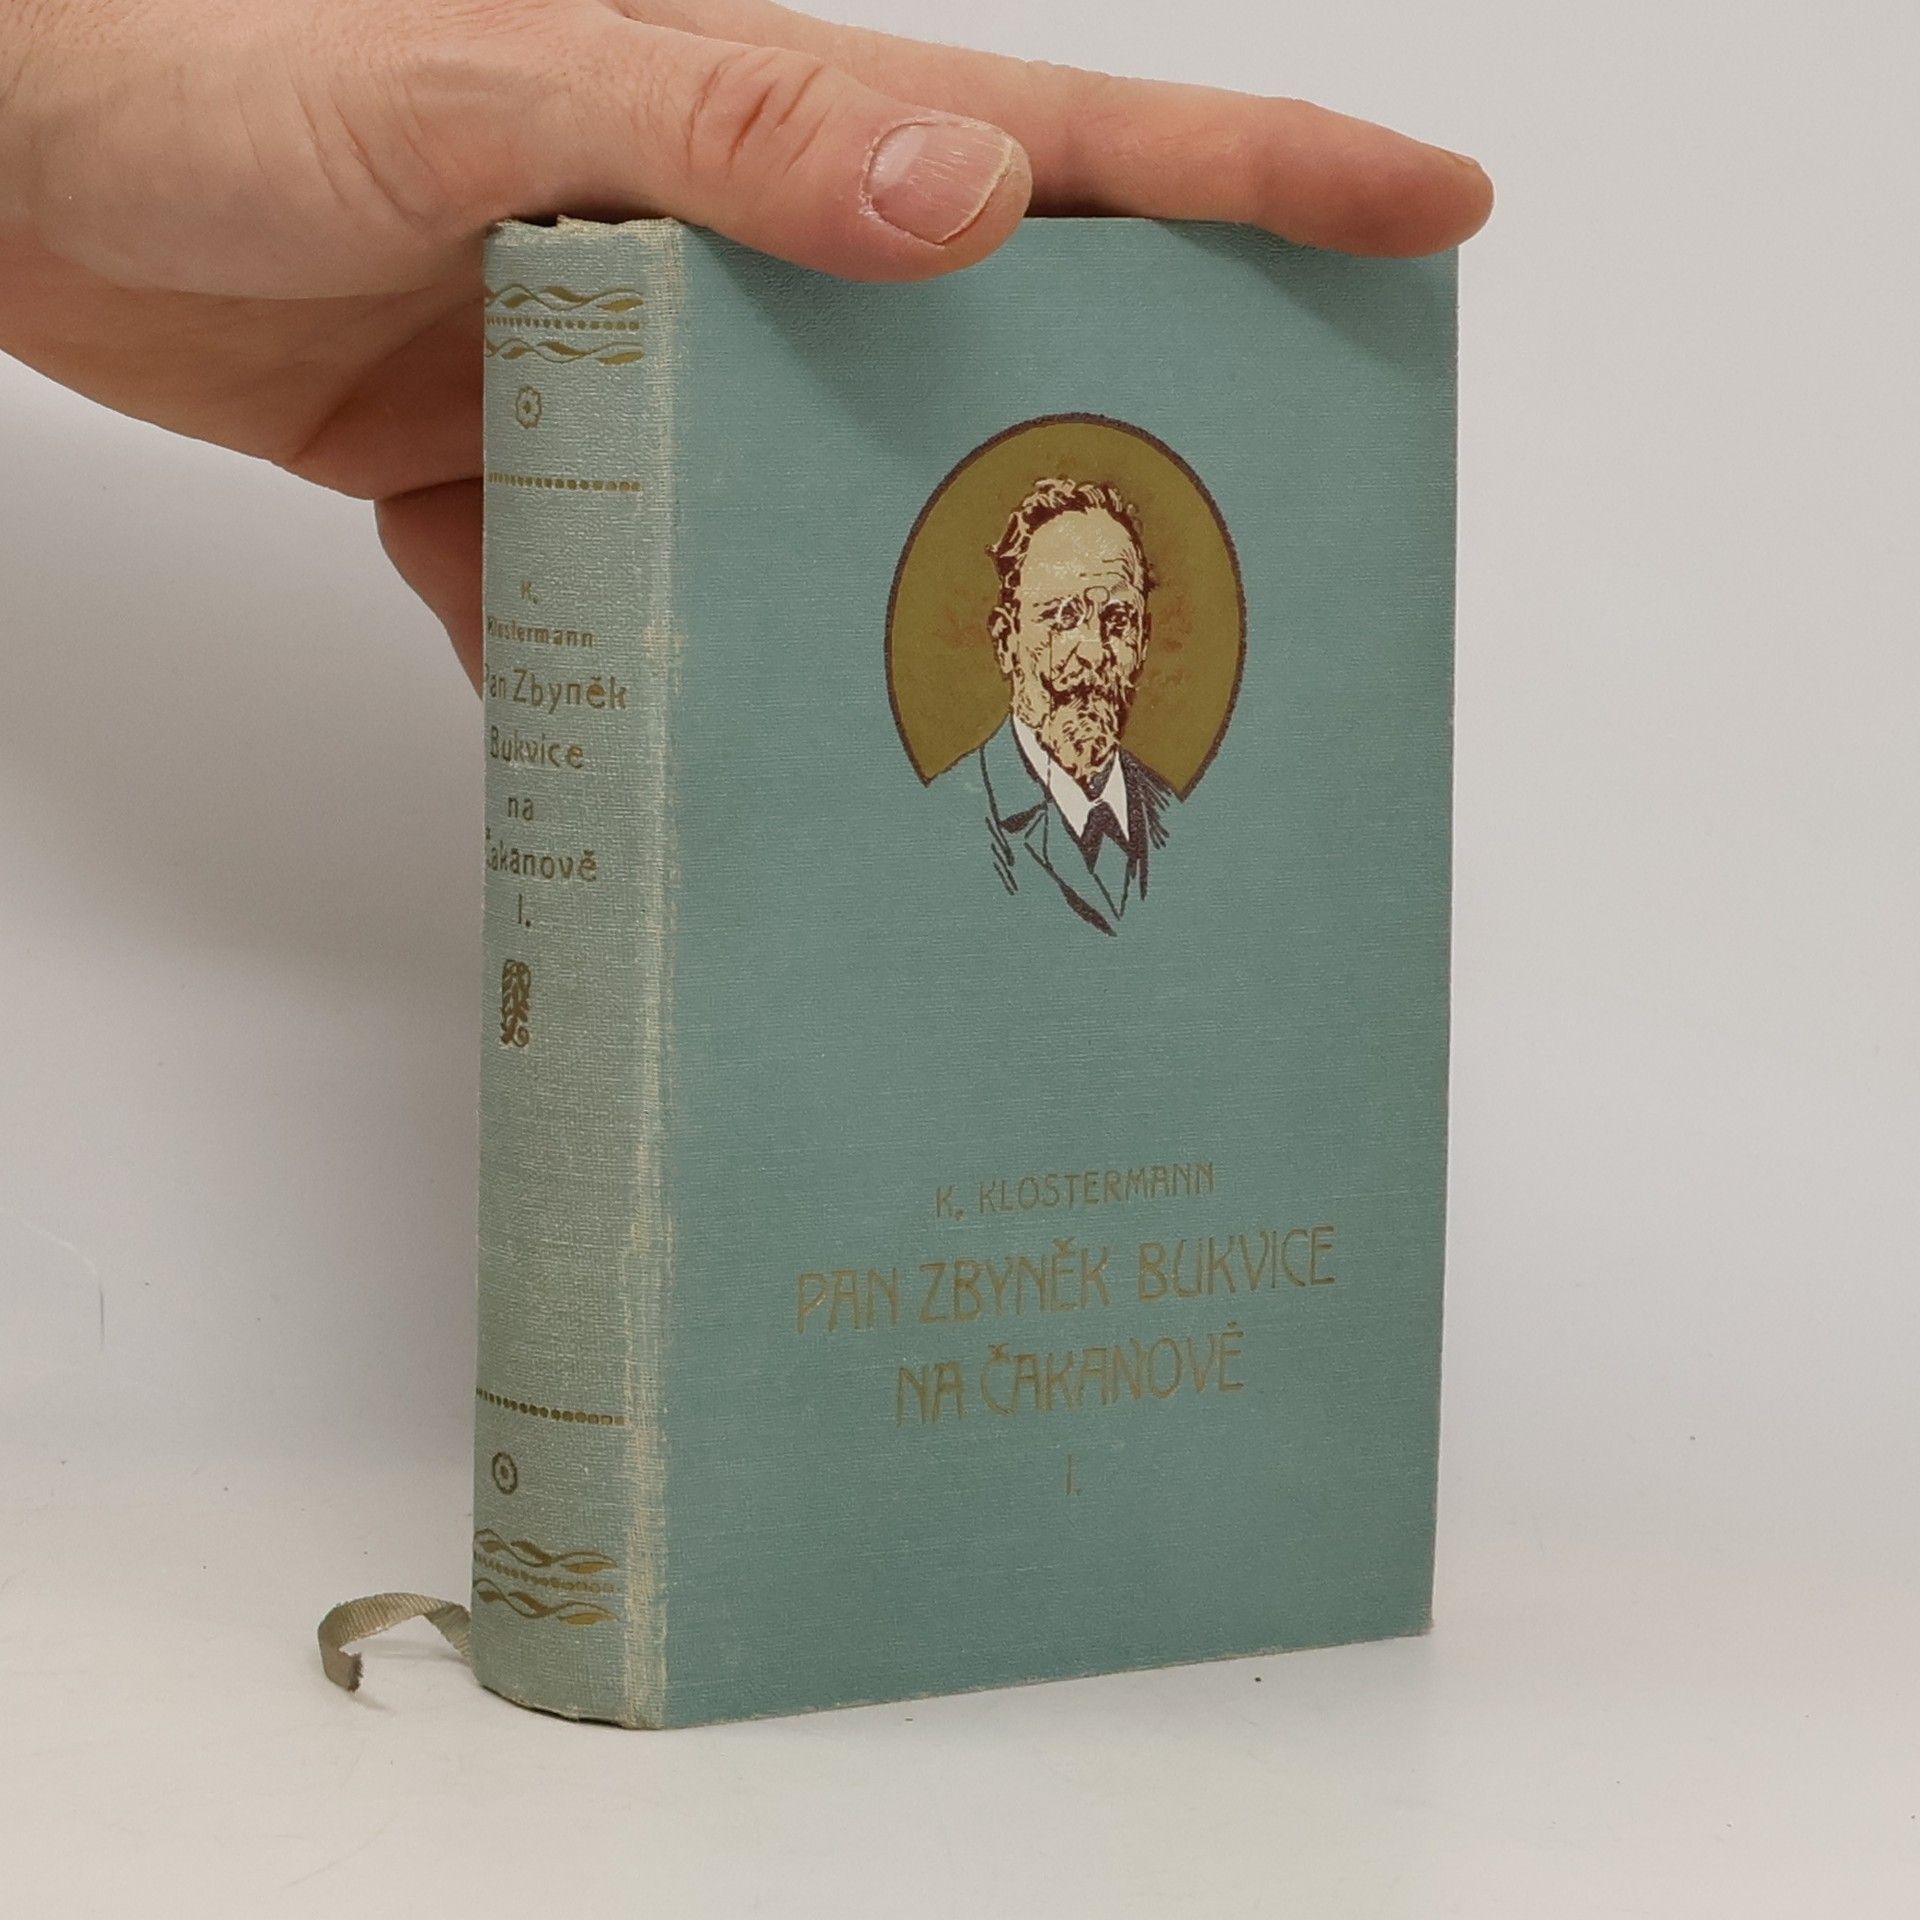 K.
Klostermann
Pan Zbyněk
Bukvice
na
Čakanově
I.
K. KLOSTERMANN
PAN ZBYNĚK BUKVICE
NA ČAKANOVĚ
I.